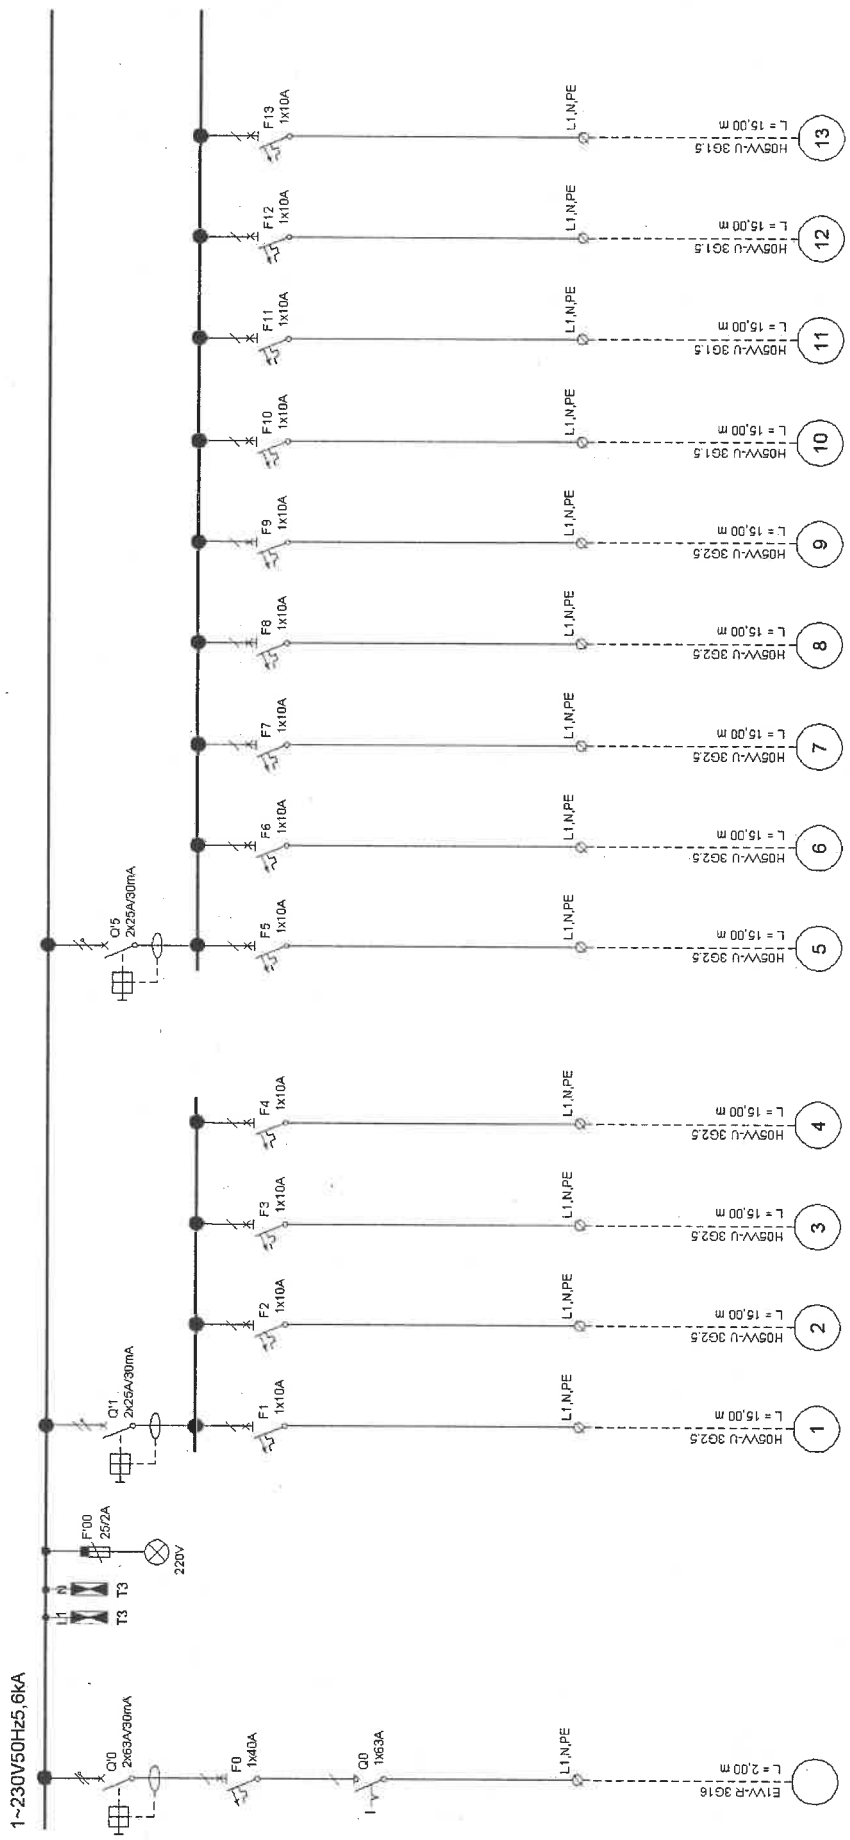 1~230V50Hz5,6kA
Q'0
2x63A/30mA
F0
1x40A
Q0
1x63A
L1,N,PE
E1VV-R 3G16
L = 2,00 m
L1
T3
N
T3
F'00
25/2A
220V
Q'1
2x25A/30mA
F1
1x10A
L1,N,PE
H05VV-U 3G2.5
L = 15,00 m
1
F2
1x10A
L1,N,PE
H05VV-U 3G2.5
L = 15,00 m
2
F3
1x10A
L1,N,PE
H05VV-U 3G2.5
L = 15,00 m
3
F4
1x10A
L1,N,PE
H05VV-U 3G2.5
L = 15,00 m
4
Q'5
2x25A/30mA
F5
1x10A
L1,N,PE
H05VV-U 3G2.5
L = 15,00 m
5
F6
1x10A
L1,N,PE
H05VV-U 3G2.5
L = 15,00 m
6
F7
1x10A
L1,N,PE
H05VV-U 3G2.5
L = 15,00 m
7
F8
1x10A
L1,N,PE
H05VV-U 3G2.5
L = 15,00 m
8
F9
1x10A
L1,N,PE
H05VV-U 3G2.5
L = 15,00 m
9
F10
1x10A
L1,N,PE
H05VV-U 3G1.5
L = 15,00 m
10
F11
1x10A
L1,N,PE
H05VV-U 3G1.5
L = 15,00 m
11
F12
1x10A
L1,N,PE
H05VV-U 3G1.5
L = 15,00 m
12
F13
1x10A
L1,N,PE
H05VV-U 3G1.5
L = 15,00 m
13